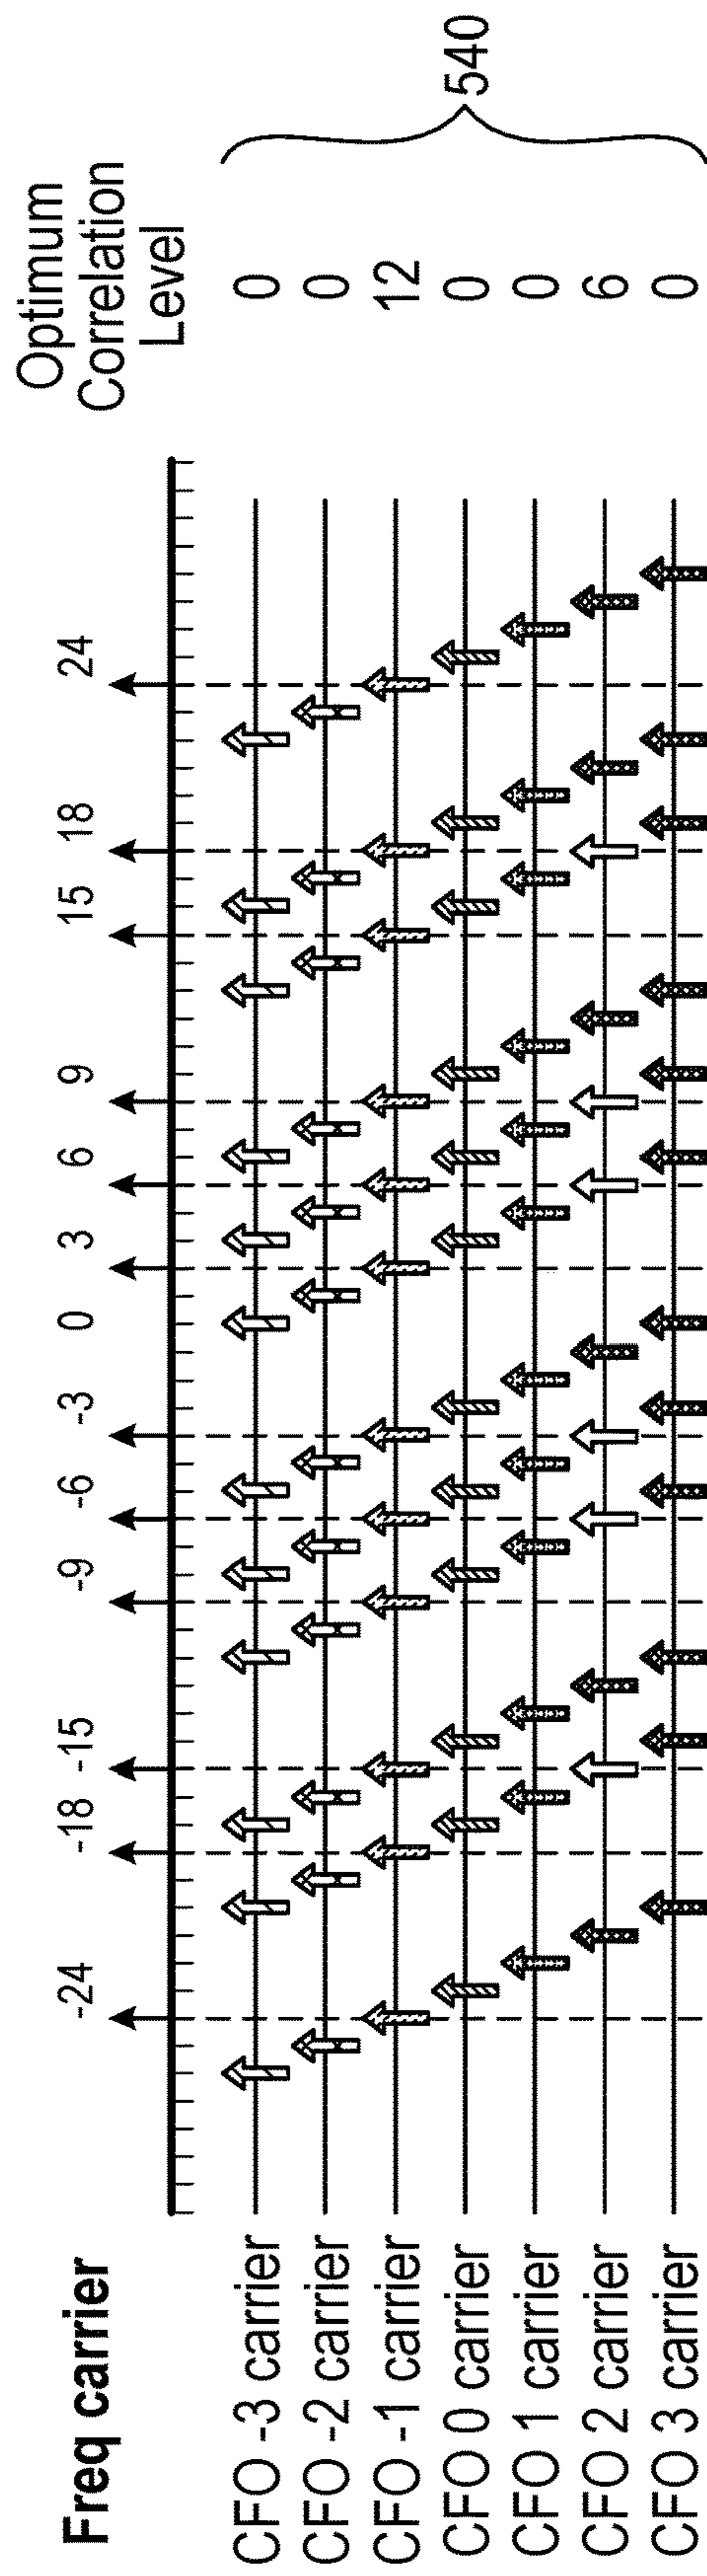 Freq carrier -24 -18 -15 -9 -6 -3 0 3 6 9 15 18 24
Optimum
Correlation
Level
CFO -3 carrier 0
CFO -2 carrier 0
CFO -1 carrier 12
CFO 0 carrier 0
CFO 1 carrier 0
CFO 2 carrier 6
CFO 3 carrier 0
540